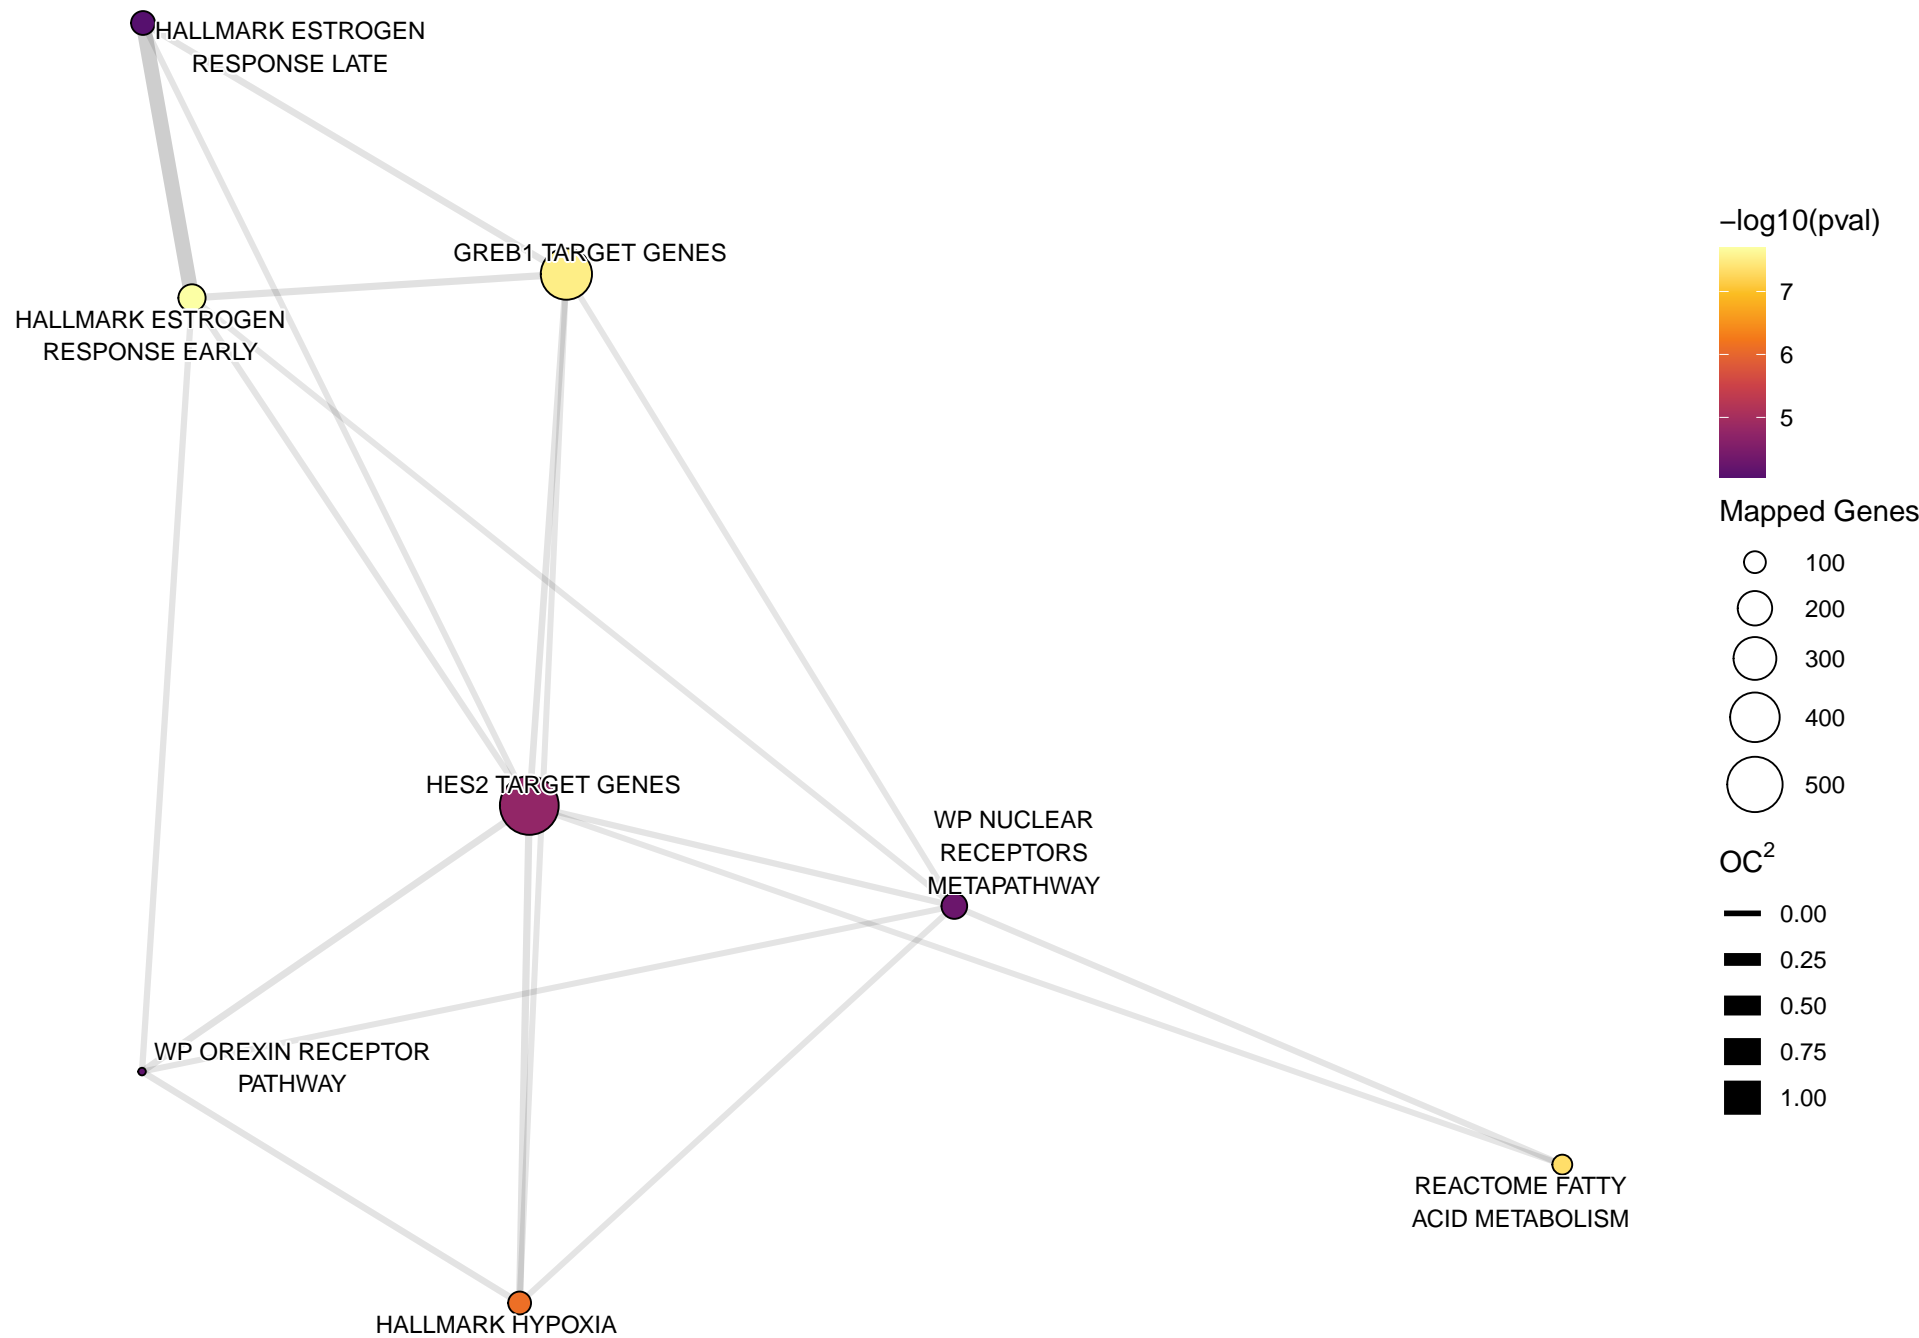 HALLMARK ESTROGEN
RESPONSE LATE
GREB1 TARGET GENES
HALLMARK ESTROGEN
RESPONSE EARLY
HES2 TARGET GENES
WP NUCLEAR
RECEPTORS
METAPATHWAY
WP OREXIN RECEPTOR
PATHWAY
REACTOME FATTY
ACID METABOLISM
HALLMARK HYPOXIA
−log10(pval)
7
6
5
Mapped Genes
100
200
300
400
500
OC²
0.00
0.25
0.50
0.75
1.00